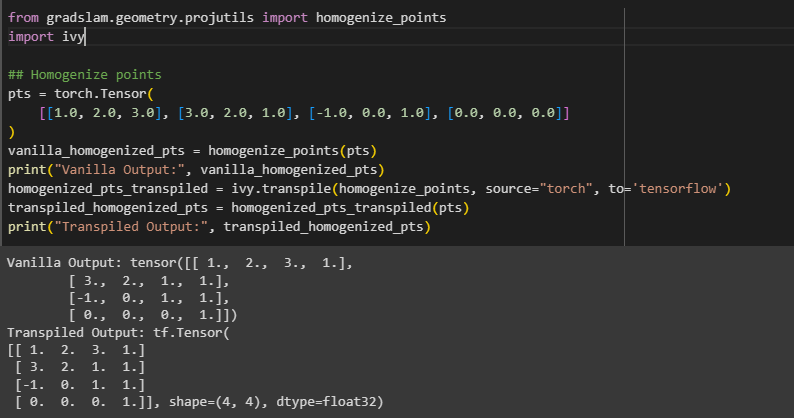 from gradslam.geometry.projutils import homogenize_points
import ivy
## Homogenize points
pts = torch.Tensor(
    [[1.0, 2.0, 3.0], [3.0, 2.0, 1.0], [-1.0, 0.0, 1.0], [0.0, 0.0, 0.0]]
)
vanilla_homogenized_pts = homogenize_points(pts)
print("Vanilla Output:", vanilla_homogenized_pts)
homogenized_pts_transpiled = ivy.transpile(homogenize_points, source="torch", to='tensorflow')
transpiled_homogenized_pts = homogenized_pts_transpiled(pts)
print("Transpiled Output:", transpiled_homogenized_pts)
Vanilla Output: tensor([[ 1.,  2.,  3.,  1.],
        [ 3.,  2.,  1.,  1.],
        [-1.,  0.,  1.,  1.],
        [ 0.,  0.,  0.,  1.]])
Transpiled Output: tf.Tensor(
[[ 1.  2.  3.  1.]
 [ 3.  2.  1.  1.]
 [-1.  0.  1.  1.]
 [ 0.  0.  0.  1.]], shape=(4, 4), dtype=float32)